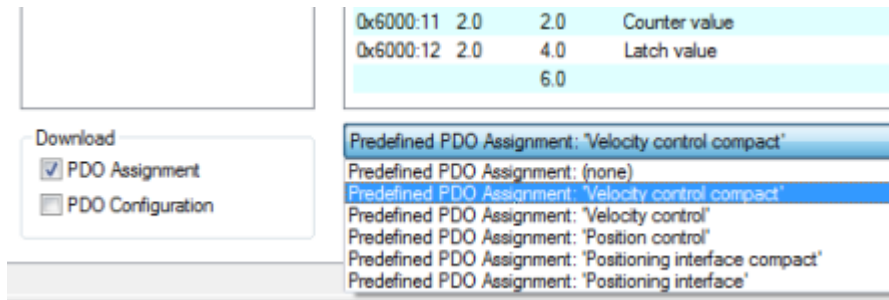 0x6000:11 2.0 2.0 Counter value
0x6000:12 2.0 4.0 Latch value
6.0
Download
PDO Assignment
PDO Configuration
Predefined PDO Assignment: 'Velocity control compact'
Predefined PDO Assignment: (none)
Predefined PDO Assignment: 'Velocity control compact'
Predefined PDO Assignment: 'Velocity control'
Predefined PDO Assignment: 'Position control'
Predefined PDO Assignment: 'Positioning interface compact'
Predefined PDO Assignment: 'Positioning interface'